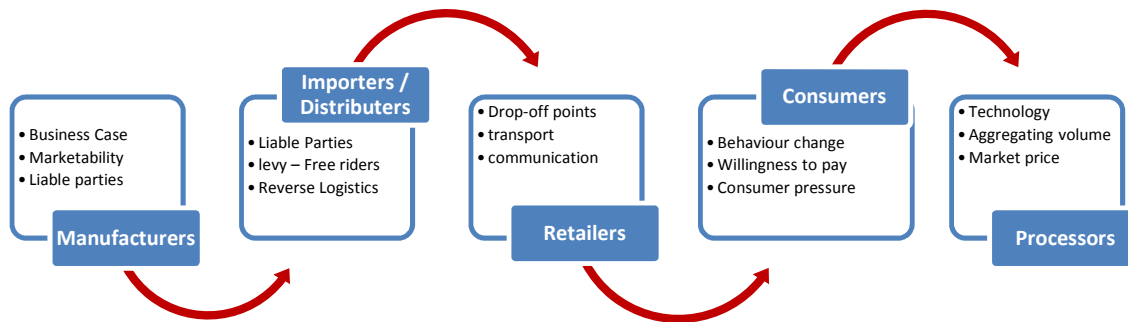 • Business Case
• Marketability
• Liable parties
Manufacturers
Importers /
Distributers
• Liable Parties
• levy – Free riders
• Reverse Logistics
• Drop-off points
• transport
• communication
Retailers
Consumers
• Behaviour change
• Willingness to pay
• Consumer pressure
• Technology
• Aggregating volume
• Market price
Processors